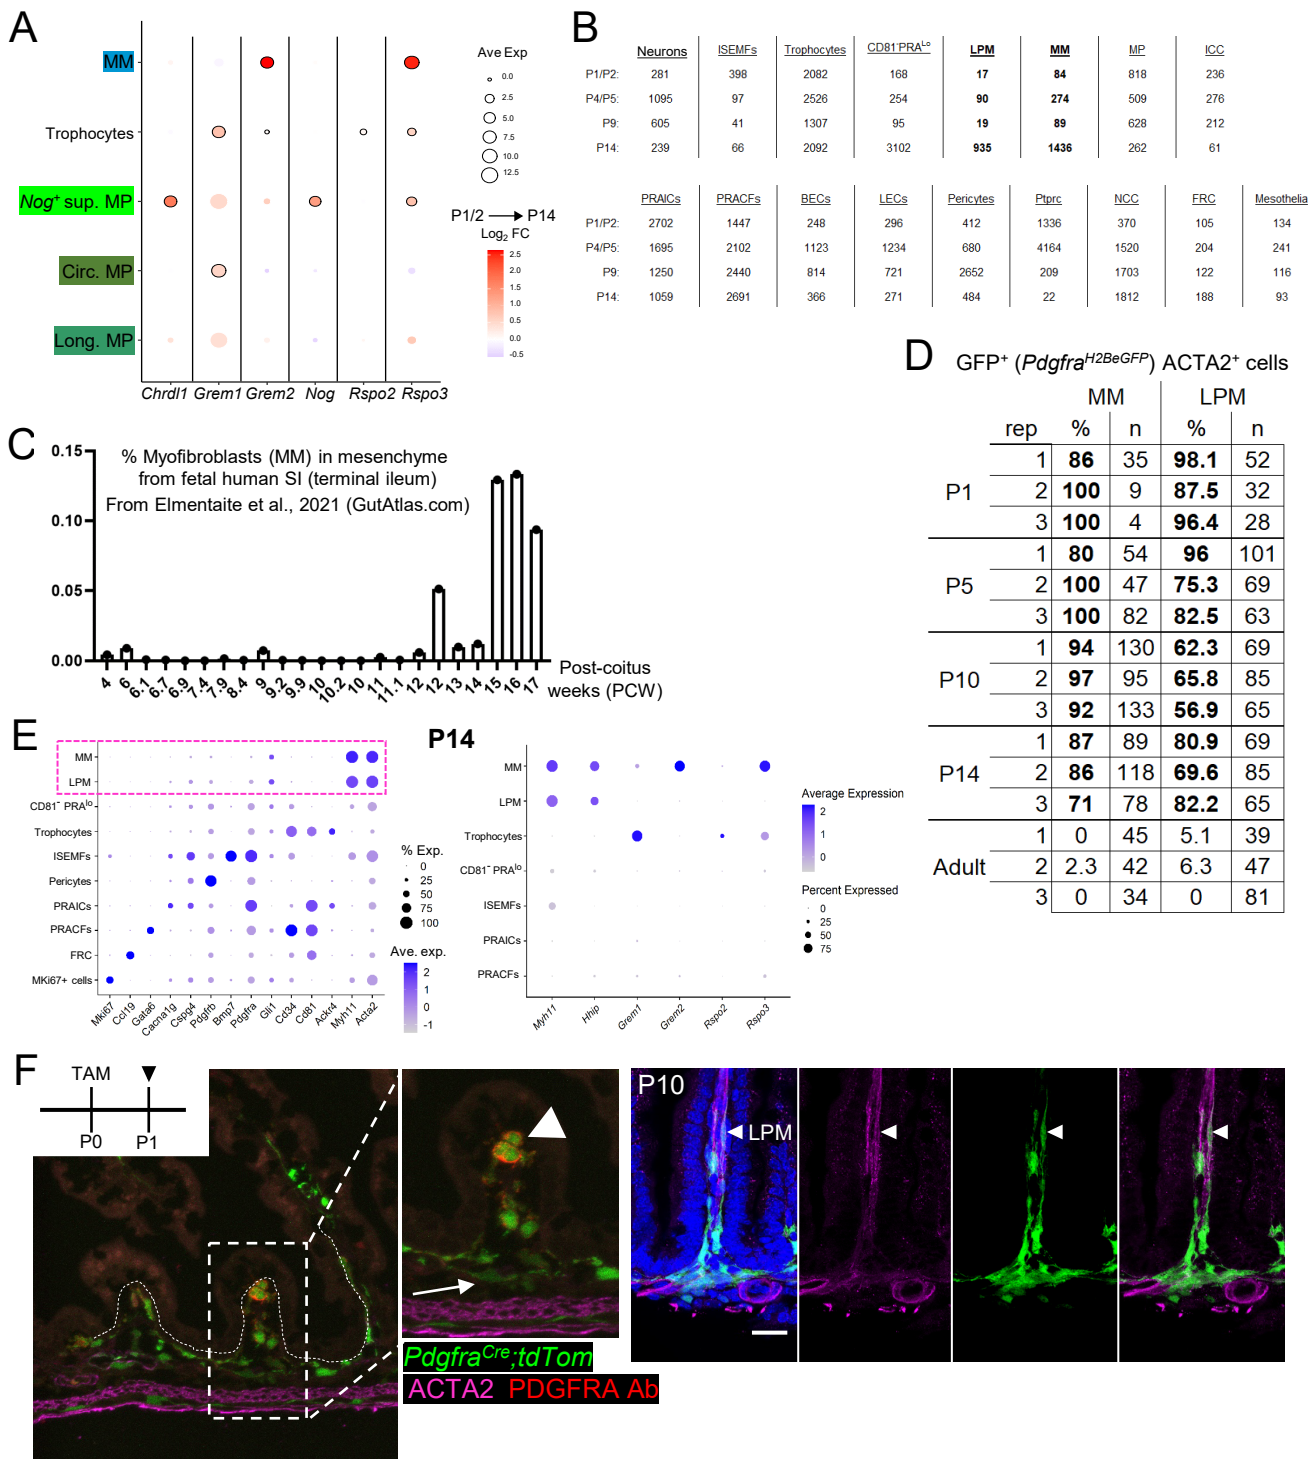 A
MM
Trophocytes
Nog+ sup. MP
Circ. MP
Long. MP
Chrdl1 Grem1 Grem2 Nog Rspo2 Rspo3
Ave Exp
0.0
2.5
5.0
7.5
10.0
12.5
P1/2 → P14
Log2 FC
2.5
2.0
1.5
1.0
0.5
0.0
-0.5
B
Neurons ISEMFs Trophocytes CD81-PRALo LPM MM MP ICC
P1/P2: 281 398 2082 168 17 84 818 236
P4/P5: 1095 97 2526 254 90 274 509 276
P9: 605 41 1307 95 19 89 628 212
P14: 239 66 2092 3102 935 1436 262 61
PRAICs PRACFs BECs LECs Pericytes Ptprc NCC FRC Mesothelia
P1/P2: 2702 1447 248 296 412 1336 370 105 134
P4/P5: 1695 2102 1123 1234 680 4164 1520 204 241
P9: 1250 2440 814 721 2652 209 1703 122 116
P14: 1059 2691 366 271 484 22 1812 188 93
C
% Myofibroblasts (MM) in mesenchyme
from fetal human SI (terminal ileum)
From Elmentaite et al., 2021 (GutAtlas.com)
0.15
0.10
0.05
0.00
4 6 6.1 6.7 6.9 7.4 7.9 8.4 9 9.2 9.9 10 10.2 10 11 11.1 12 12 13 14 15 16 17
Post-coitus
weeks (PCW)
D
GFP+ (PdgfraH2BeGFP) ACTA2+ cells
MM LPM
rep % n % n
P1
1 86 35 98.1 52
2 100 9 87.5 32
3 100 4 96.4 28
P5
1 80 54 96 101
2 100 47 75.3 69
3 100 82 82.5 63
P10
1 94 130 62.3 69
2 97 95 65.8 85
3 92 133 56.9 65
P14
1 87 89 80.9 69
2 86 118 69.6 85
3 71 78 82.2 65
Adult
1 0 45 5.1 39
2 2.3 42 6.3 47
3 0 34 0 81
E
MM
LPM
CD81- PRAlo
Trophocytes
ISEMFs
Pericytes
PRAICs
PRACFs
FRC
MKi67+ cells
Mki67 Ccl19 Gata6 Cacna1g Cspg4 Pdgfrb Bmp7 Pdgfra Gli1 Cd34 Cd81 Ackr4 Myh11 Acta2
% Exp.
0
25
50
75
100
Ave. exp.
2
1
0
-1
P14
MM
LPM
Trophocytes
CD81- PRAlo
ISEMFs
PRAICs
PRACFs
Myh11 Hhip Grem1 Grem2 Rspo2 Rspo3
Average Expression
2
1
0
Percent Expressed
0
25
50
75
F
TAM
P0 P1
PdgfraCre;tdTom
ACTA2 PDGFRA Ab
P10
LPM